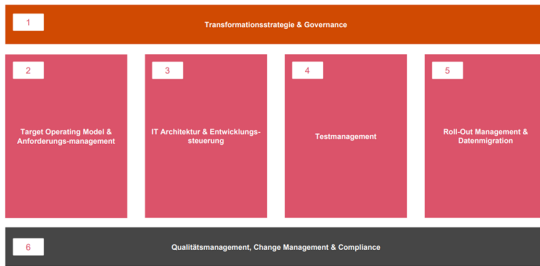 1
Transformationsstrategie & Governance
2
Target Operating Model &
Anforderungs-management
3
IT Architektur & Entwicklungs-
steuerung
4
Testmanagement
5
Roll-Out Management &
Datenmigration
6
Qualitätsmanagement, Change Management & Compliance